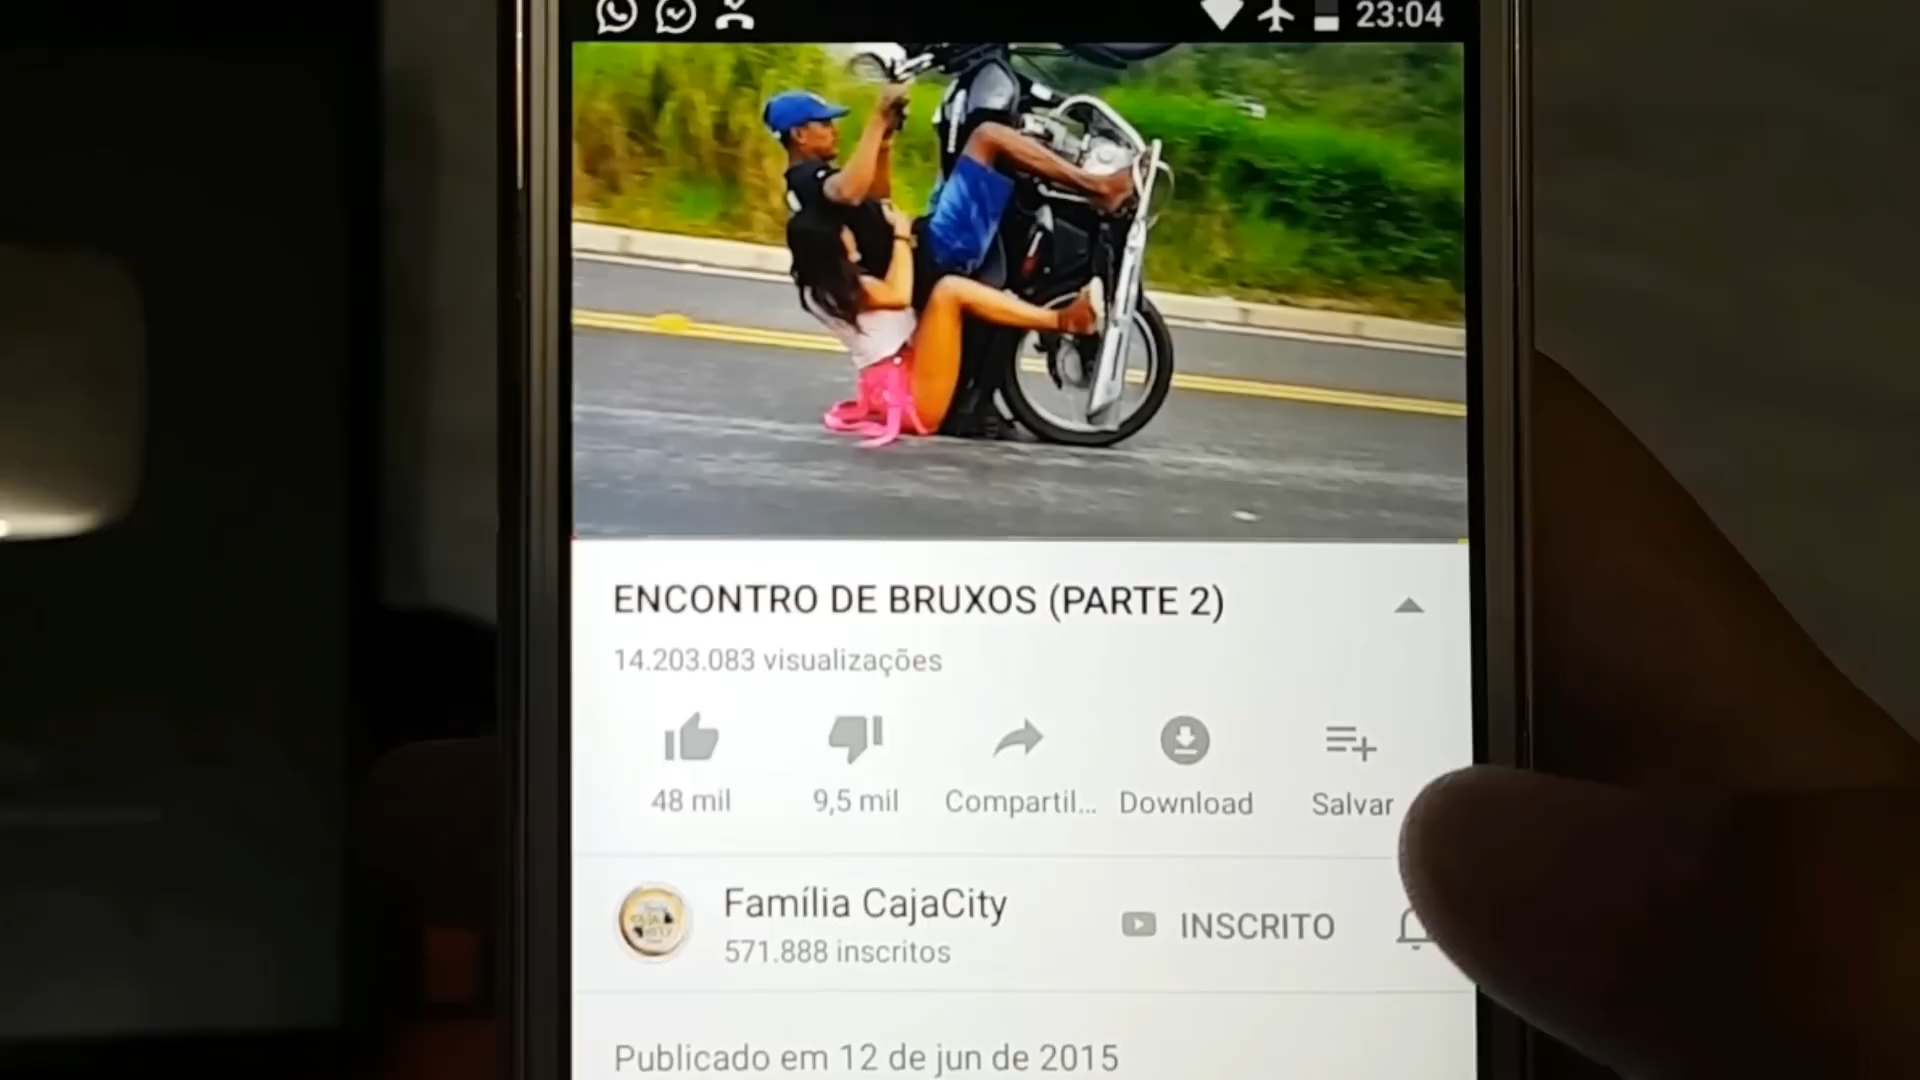 23:04
ENCONTRO DE BRUXOS (PARTE 2)
14.203.083 visualizações
48 mil
9,5 mil
Compartil...
Download
Salvar
Família CajaCity
571.888 inscritos
INSCRITO
Publicado em 12 de jun de 2015